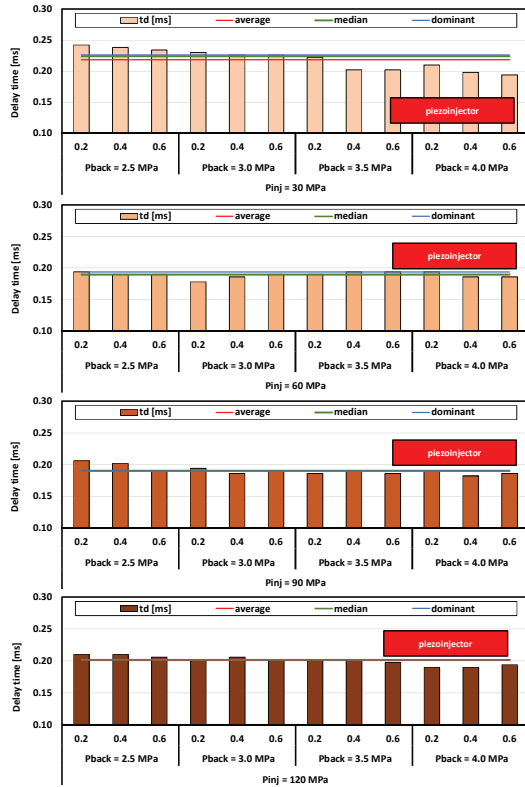 td [ms] average median dominant
0.30
0.25
0.20
0.15
0.10
Delay time [ms]
piezoinjector
0.2 0.4 0.6 0.2 0.4 0.6 0.2 0.4 0.6 0.2 0.4 0.6
Pback = 2.5 MPa Pback = 3.0 MPa Pback = 3.5 MPa Pback = 4.0 MPa
Pinj = 30 MPa
td [ms] average median dominant
0.30
0.25
0.20
0.15
0.10
Delay time [ms]
piezoinjector
0.2 0.4 0.6 0.2 0.4 0.6 0.2 0.4 0.6 0.2 0.4 0.6
Pback = 2.5 MPa Pback = 3.0 MPa Pback = 3.5 MPa Pback = 4.0 MPa
Pinj = 60 MPa
td [ms] average median dominant
0.30
0.25
0.20
0.15
0.10
Delay time [ms]
piezoinjector
0.2 0.4 0.6 0.2 0.4 0.6 0.2 0.4 0.6 0.2 0.4 0.6
Pback = 2.5 MPa Pback = 3.0 MPa Pback = 3.5 MPa Pback = 4.0 MPa
Pinj = 90 MPa
td [ms] average median dominant
0.30
0.25
0.20
0.15
0.10
Delay time [ms]
piezoinjector
0.2 0.4 0.6 0.2 0.4 0.6 0.2 0.4 0.6 0.2 0.4 0.6
Pback = 2.5 MPa Pback = 3.0 MPa Pback = 3.5 MPa Pback = 4.0 MPa
Pinj = 120 MPa